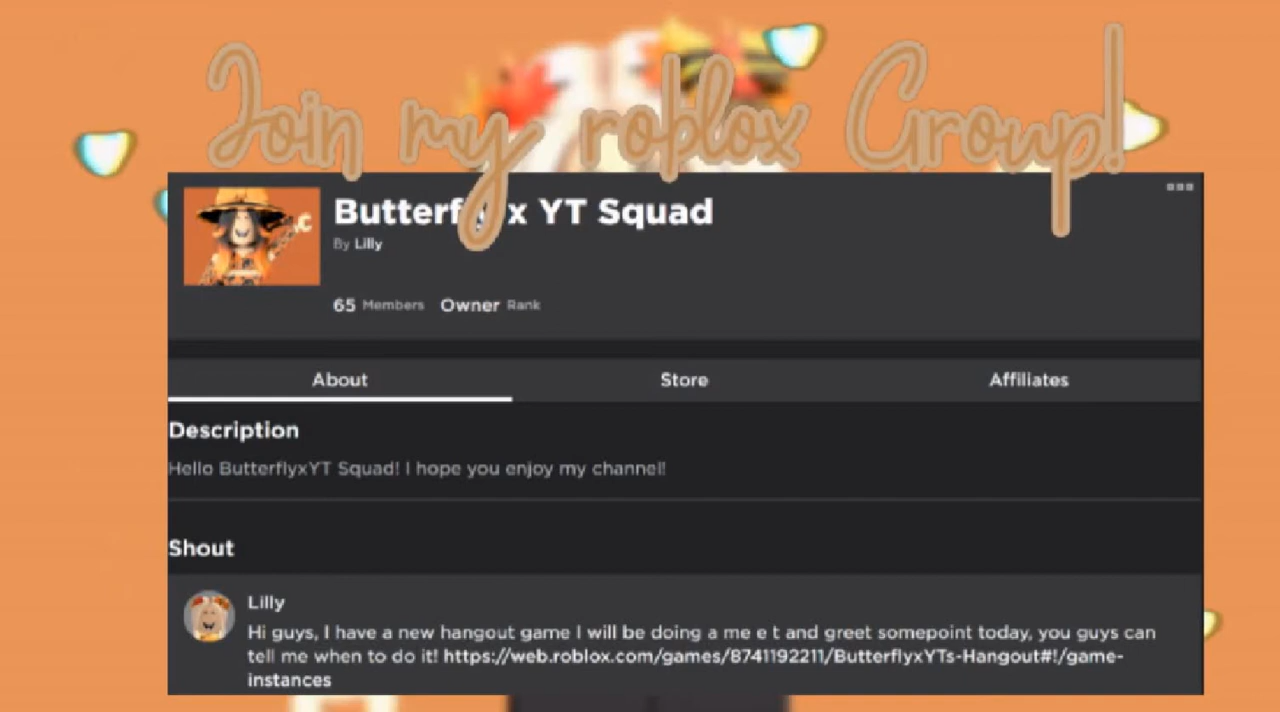 Join my roblox Group!
Butterflyx YT Squad
By Lilly
65 Members Owner Rank
About Store Affiliates
Description
Hello ButterflyxYT Squad! I hope you enjoy my channel!
Shout
Lilly
Hi guys, I have a new hangout game I will be doing a me e t and greet somepoint today, you guys can
tell me when to do it! https://web.roblox.com/games/8741192211/ButterflyxYTs-Hangout#!/game-
instances